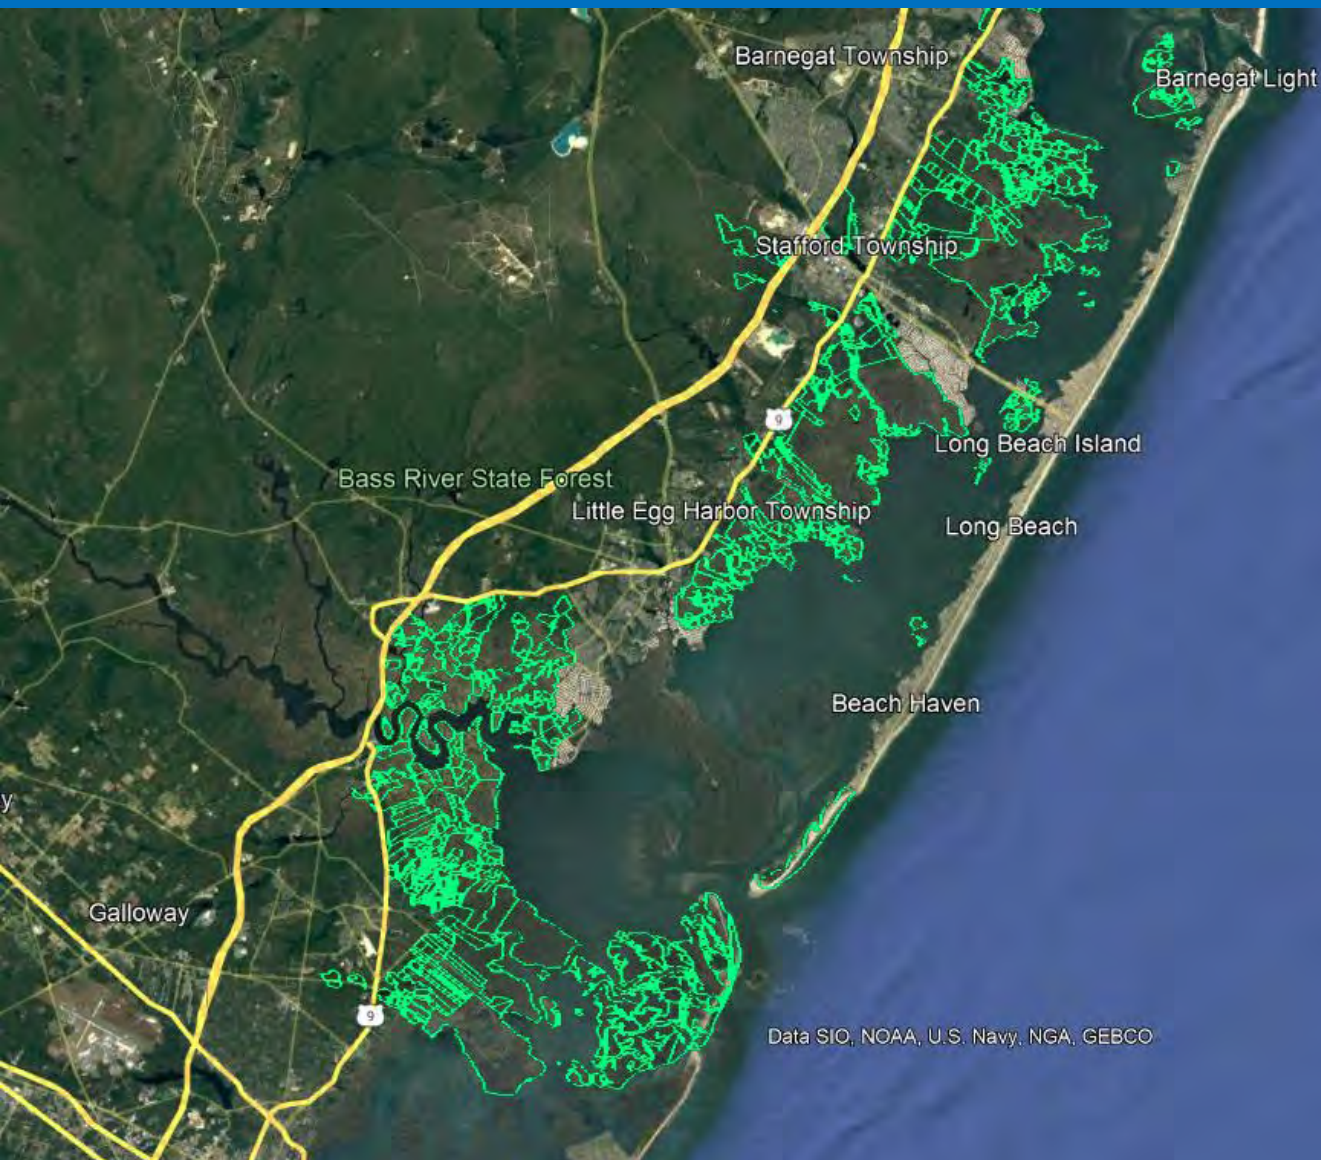 Barnegat Township
Barnegat Light
Stafford Township
9
Long Beach Island
Bass River State Forest
Little Egg Harbor Township
Long Beach
Beach Haven
y
Galloway
9
Data SIO, NOAA, U.S. Navy, NGA, GEBCO